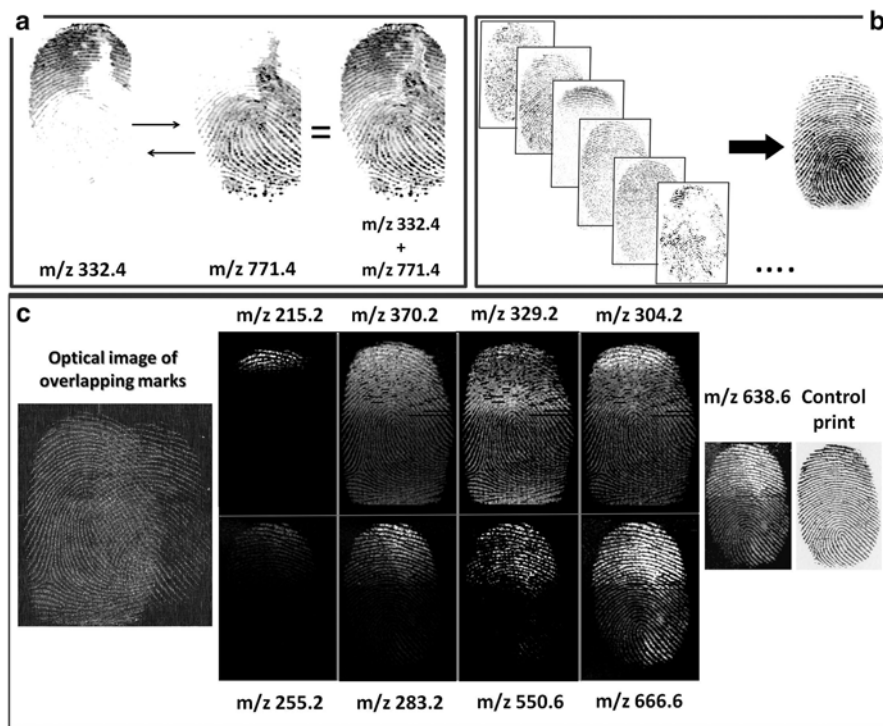 a
m/z 332.4
m/z 771.4
=
m/z 332.4
+
m/z 771.4
b
....
c
Optical image of
overlapping marks
m/z 215.2
m/z 370.2
m/z 329.2
m/z 304.2
m/z 255.2
m/z 283.2
m/z 550.6
m/z 666.6
m/z 638.6
Control
print